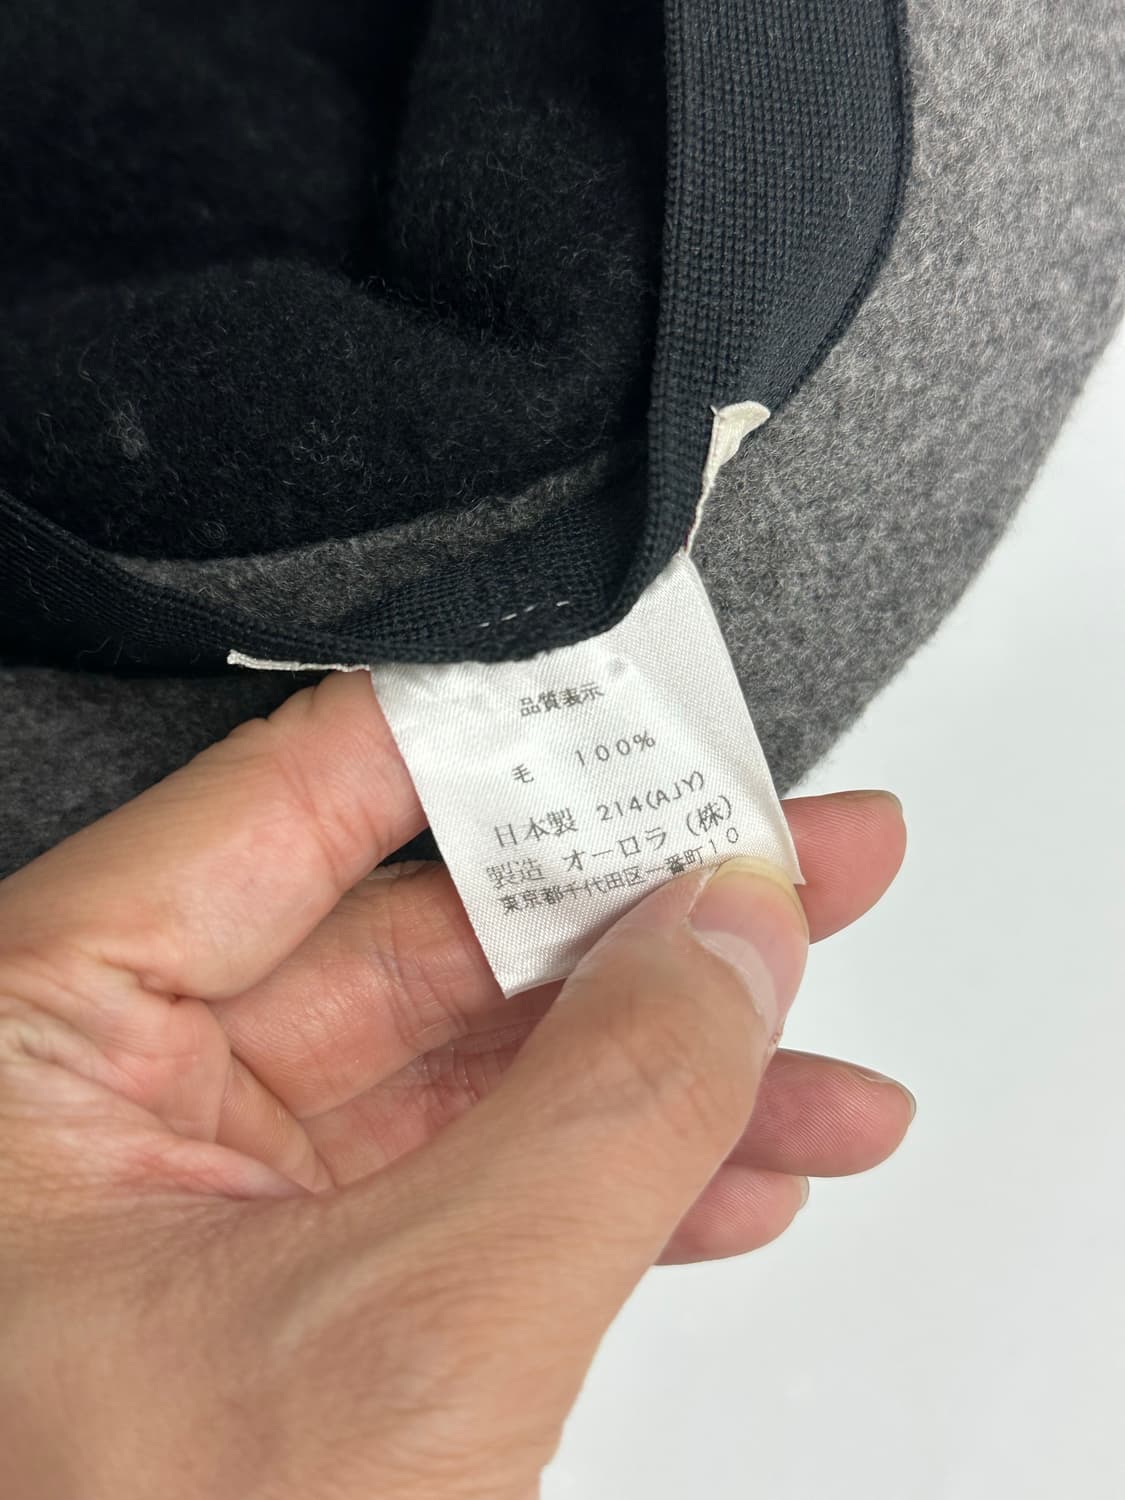 品質表示
毛 100%
日本製 214(AJY)
製造 オーロラ(株)
東京都千代田区一番町10